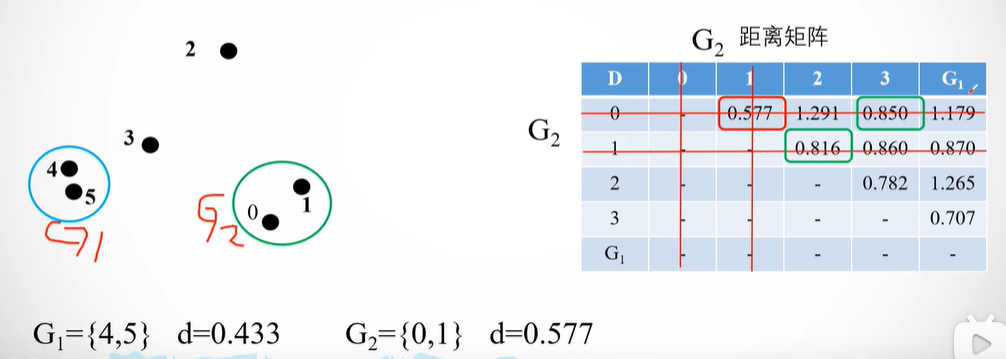 G₂ 距离矩阵
D 0 1 2 3 G₁
0 - 0.577 1.291 0.850 1.179
1 - - 0.816 0.860 0.870
2 - - - 0.782 1.265
3 - - - - 0.707
G₁ - - - - -
G₂
2
3
4
5
G1
0
1
G2
G₁={4,5} d=0.433 G₂={0,1} d=0.577